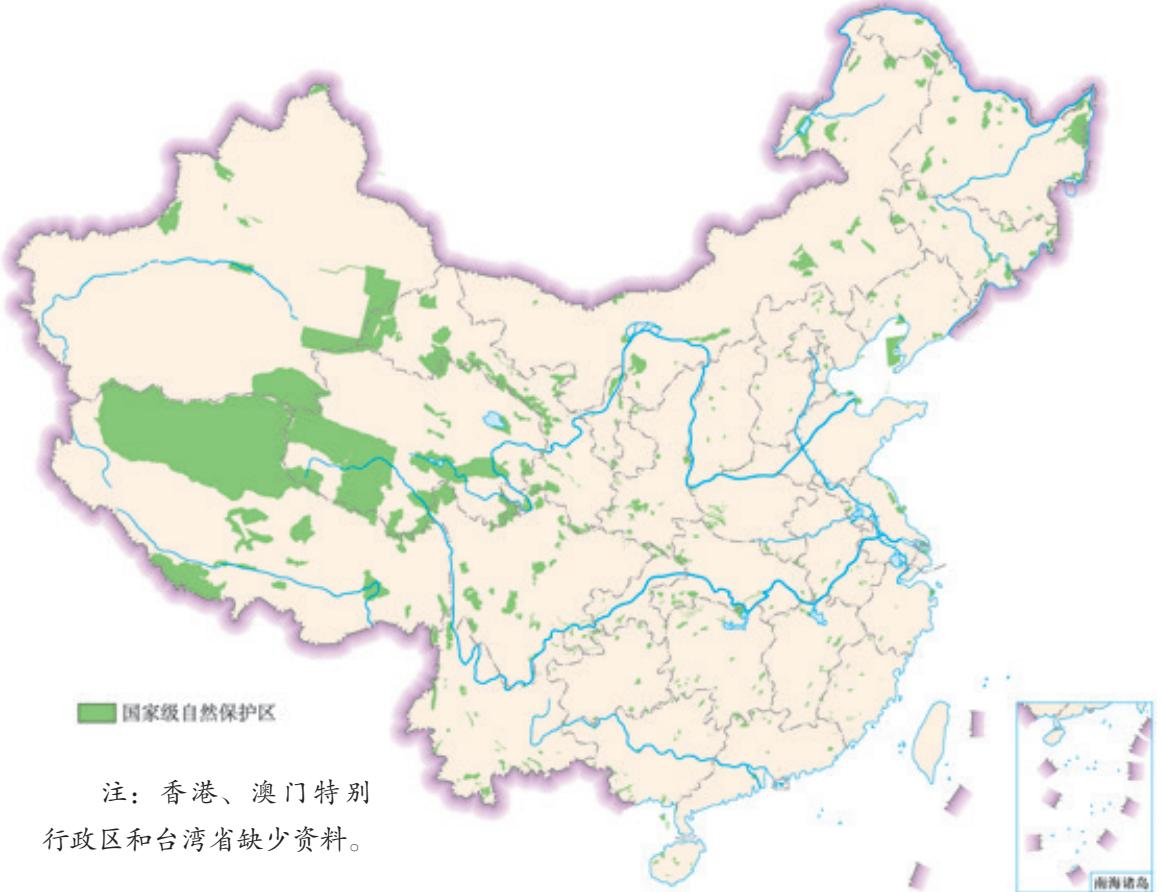 国家级自然保护区
注：香港、澳门特别
行政区和台湾省缺少资料。
南海诸岛